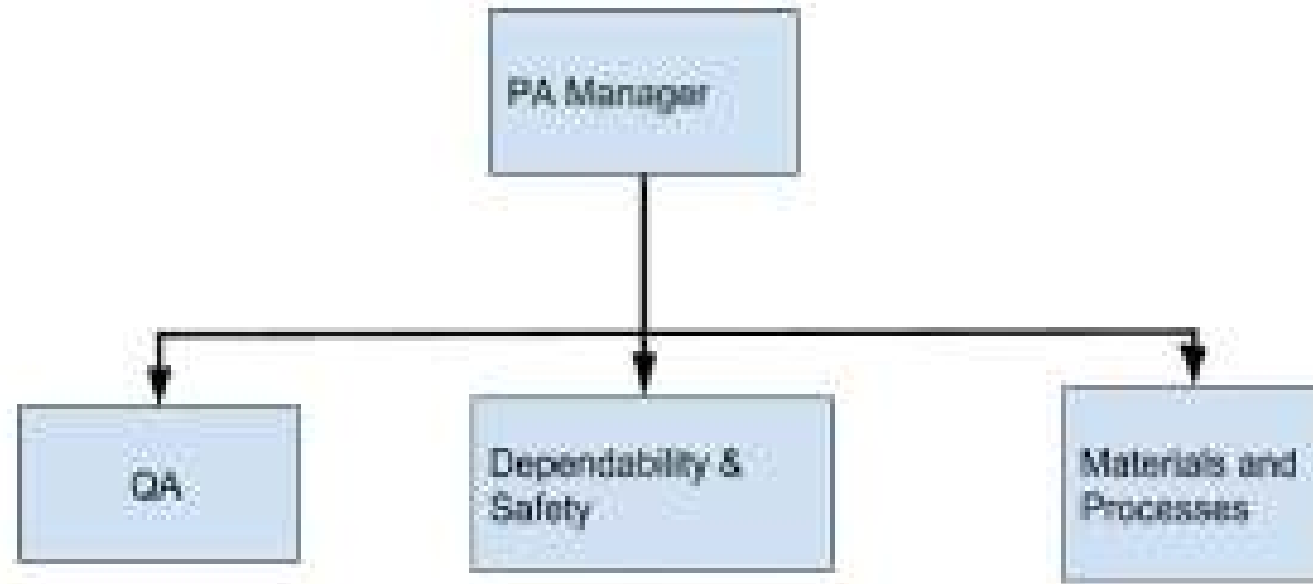 PA Manager
QA
Dependability &
Safety
Materials and
Processes